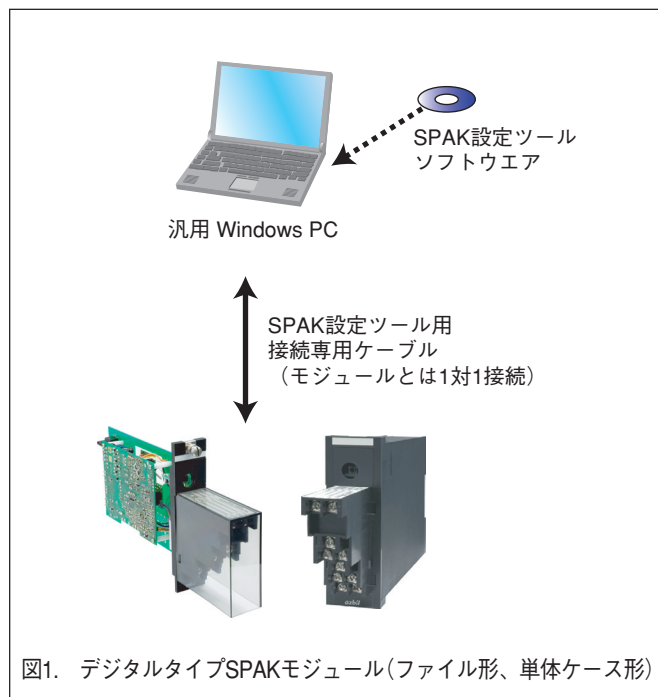 SPAK設定ツール
ソフトウエア
汎用 Windows PC
SPAK設定ツール用
接続専用ケーブル
（モジュールとは1対1接続）
azbil
図1. デジタルタイプSPAKモジュール（ファイル形、単体ケース形）